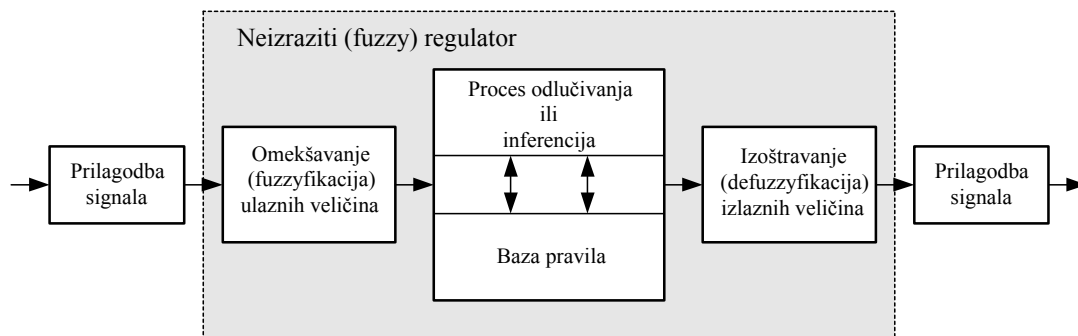 Neizraziti (fuzzy) regulator
Prilagodba
signala
Omekšavanje
(fuzzyfikacija)
ulaznih veličina
Proces odlučivanja
ili
inferencija
Baza pravila
Izoštravanje
(defuzzyfikacija)
izlaznih veličina
Prilagodba
signala